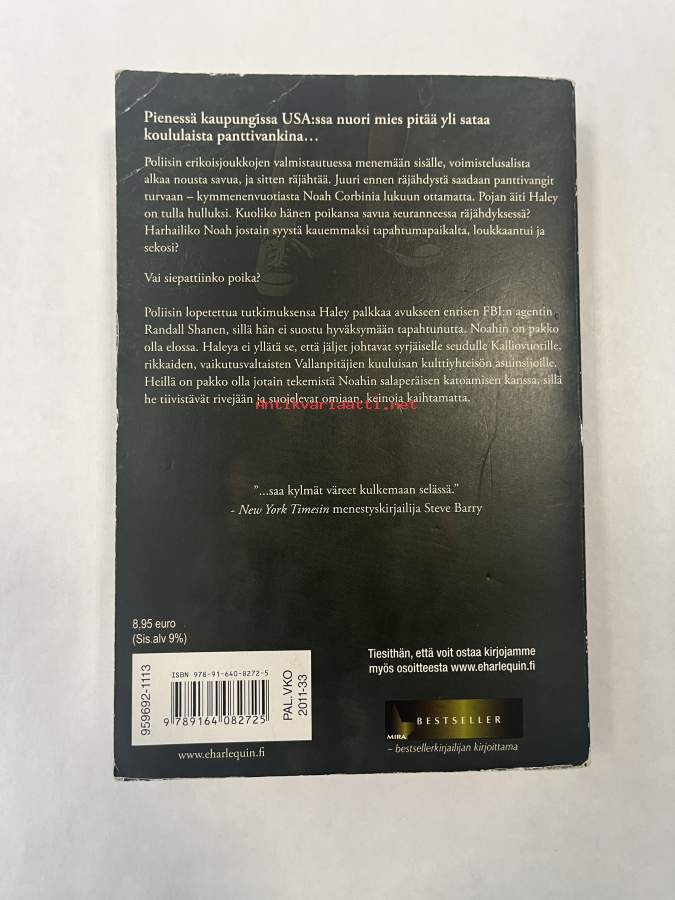 Pienessä kaupungissa USA:ssa nuori mies pitää yli sataa
koululaista panttivankina…
Poliisin erikoisjoukkojen valmistautuessa menemään sisälle, voimistelusalista
alkaa nousta savua, ja sitten räjähtää. Juuri ennen räjähdystä saadaan panttivangit
turvaan – kymmenenvuotiasta Noah Corbinia lukuun ottamatta. Pojan äiti Haley
on tulla hulluksi. Kuoliko hänen poikansa savua seuranneessa räjähdyksessä?
Harhailiko Noah jostain syystä kauemmaksi tapahtumapaikalta, loukkaantui ja
sekosi?
Vai siepattiinko poika?
Poliisin lopetettua tutkimuksensa Haley palkkaa avukseen entisen FBI:n agentin
Randall Shanen, sillä hän ei suostu hyväksymään tapahtunutta. Noahin on pakko
olla elossa. Haleya ei yllätä se, että jäljet johtavat syrjäiselle seudulle Kalliovuorille,
rikkaiden, vaikutusvaltaisten Vallanpitäjien kuuluisan kulttiyhteisön asuinsijoille.
Heillä on pakko olla jotain tekemistä Noahin salaperäisen katoamisen kanssa, sillä
he tiivistävät rivejään ja suojelevat omiaan, keinoja kaihtamatta.
Antikvariaatti.net
”...saa kylmät väreet kulkemaan selässä.”
- New York Timesin menestyskirjailija Steve Barry
8,95 euro
(Sis.alv 9%)
959692-1113
ISBN 978-91-640-8272-5
9 789164 082725
PAL.VKO
2011-33
www.eharlequin.fi
Tiesithän, että voit ostaa kirjojamme
myös osoitteesta www.eharlequin.fi
MIRA
BESTSELLER
– bestsellerkirjailijan kirjoittama